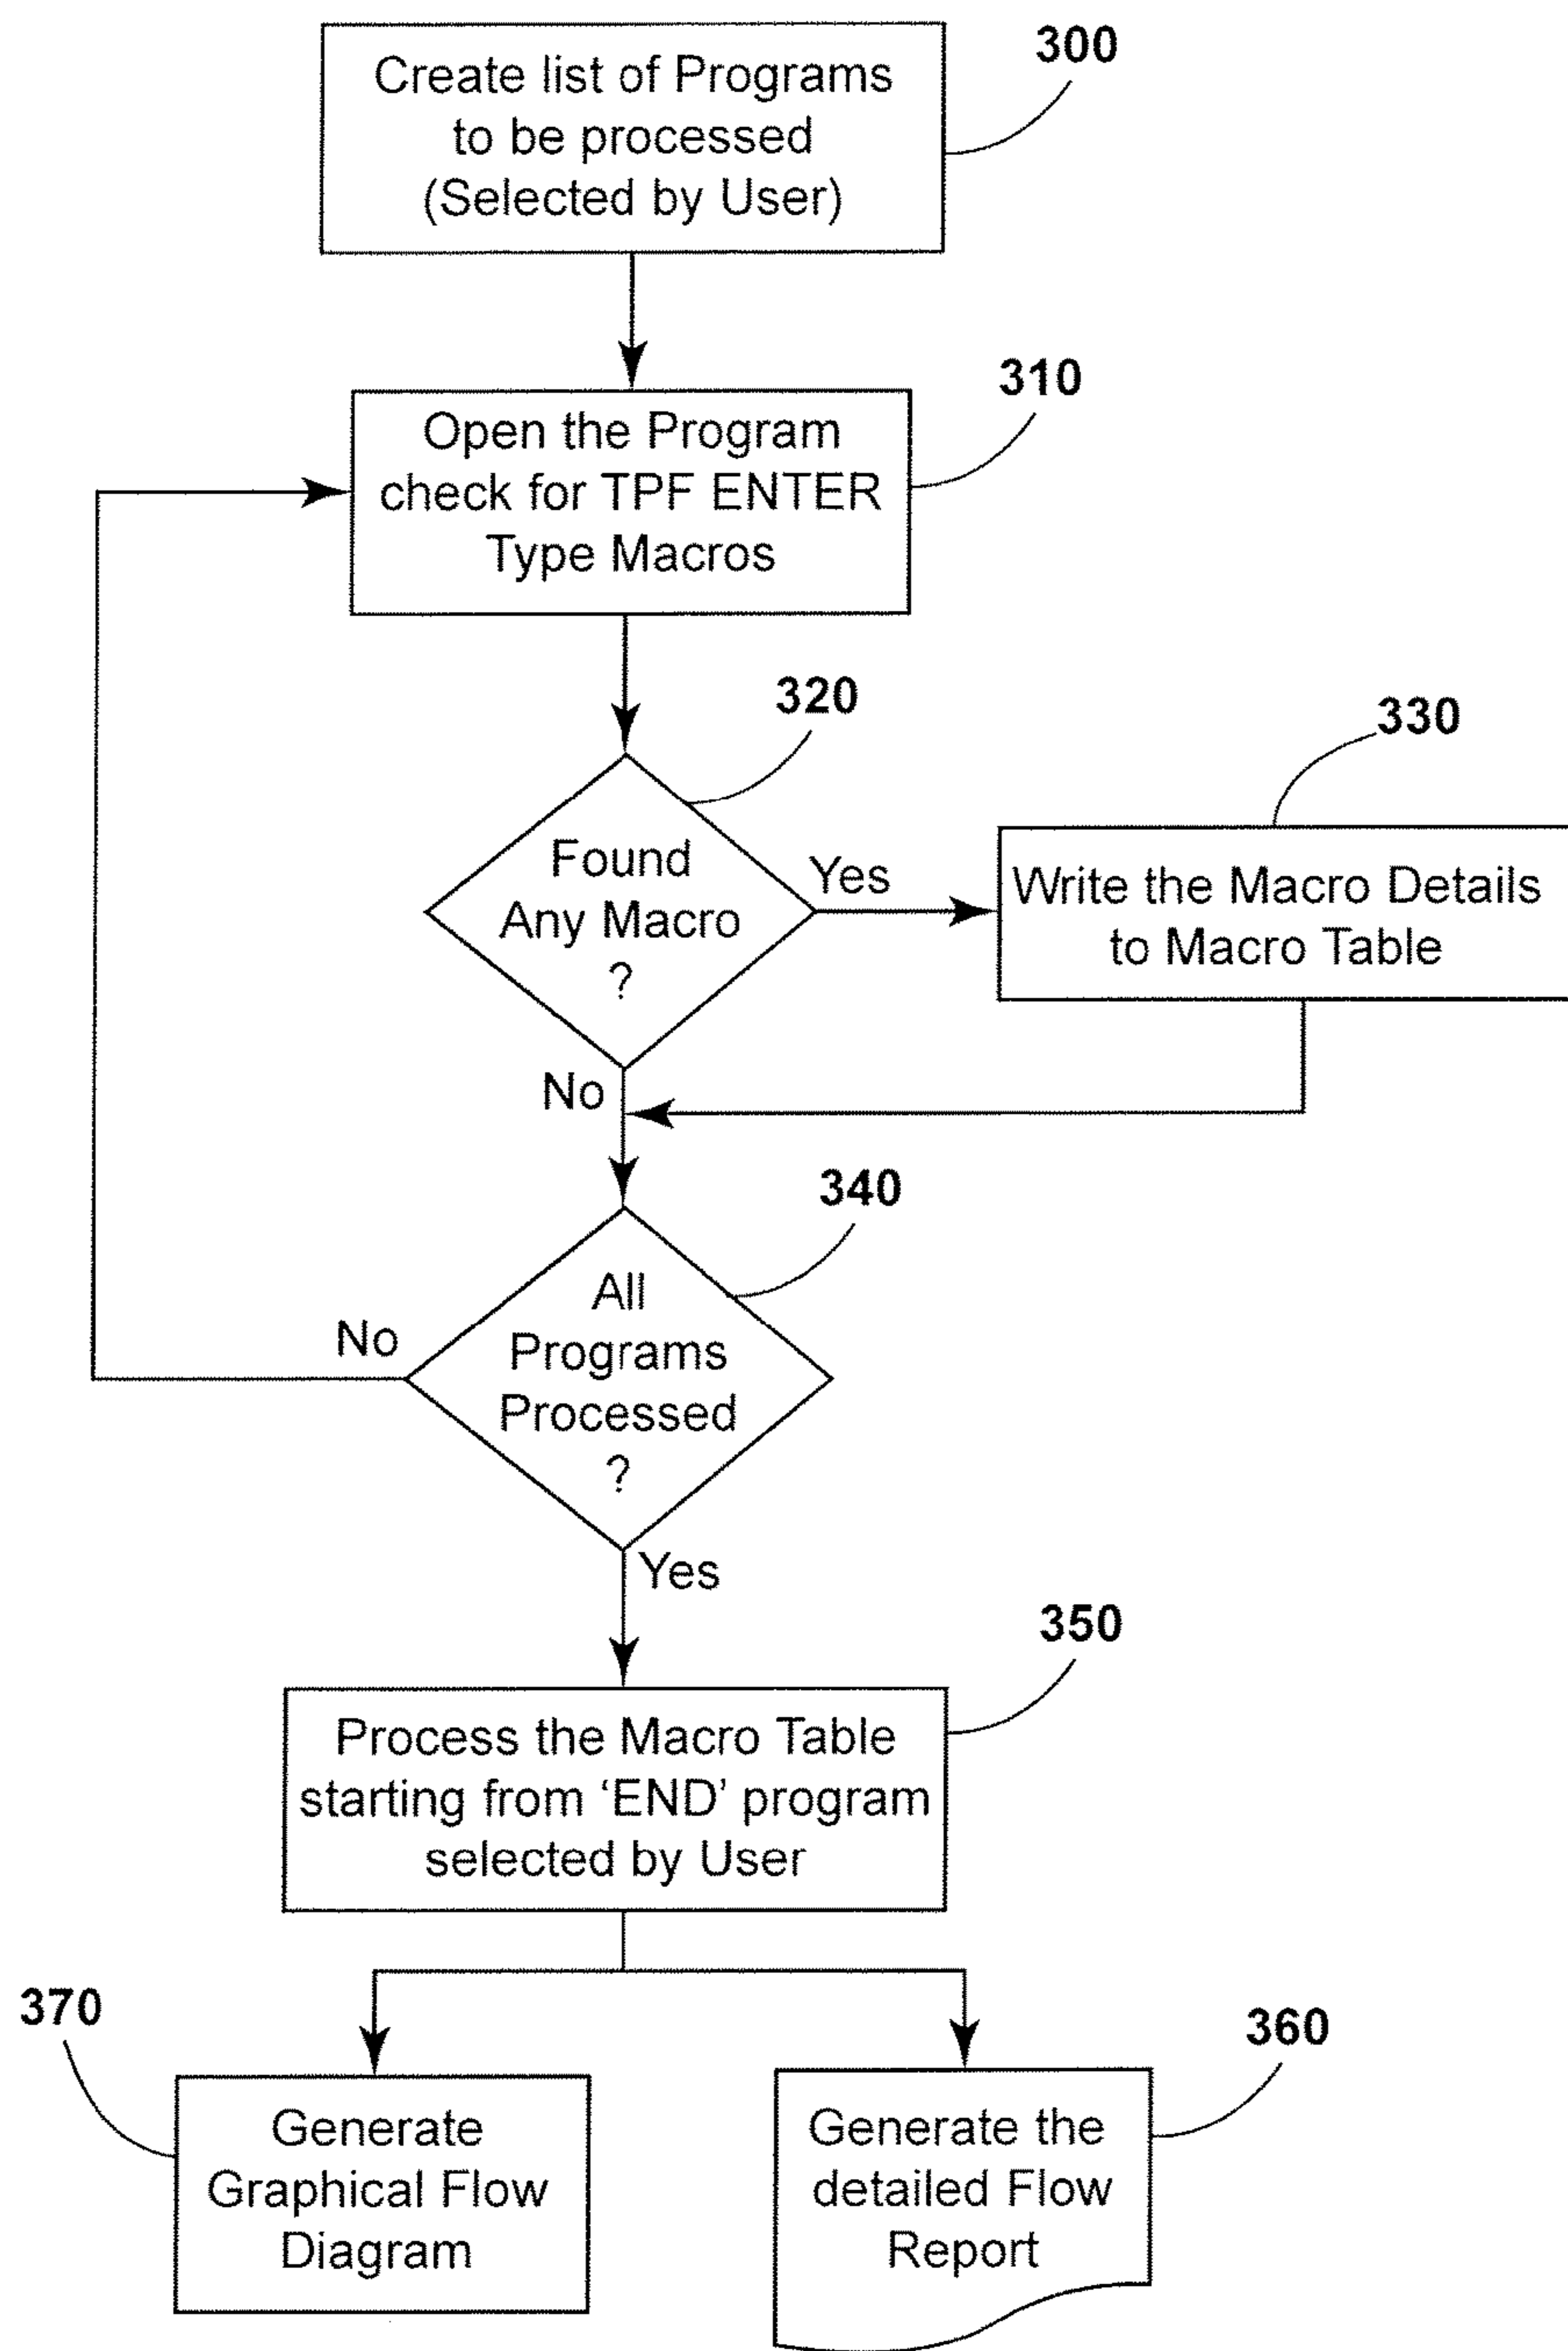 300
Create list of Programs
to be processed
(Selected by User)
310
Open the Program
check for TPF ENTER
Type Macros
320
Found
Any Macro
?
Yes
330
Write the Macro Details
to Macro Table
No
340
All
Programs
Processed
?
No
Yes
350
Process the Macro Table
starting from ‘END’ program
selected by User
370
Generate
Graphical Flow
Diagram
360
Generate the
detailed Flow
Report